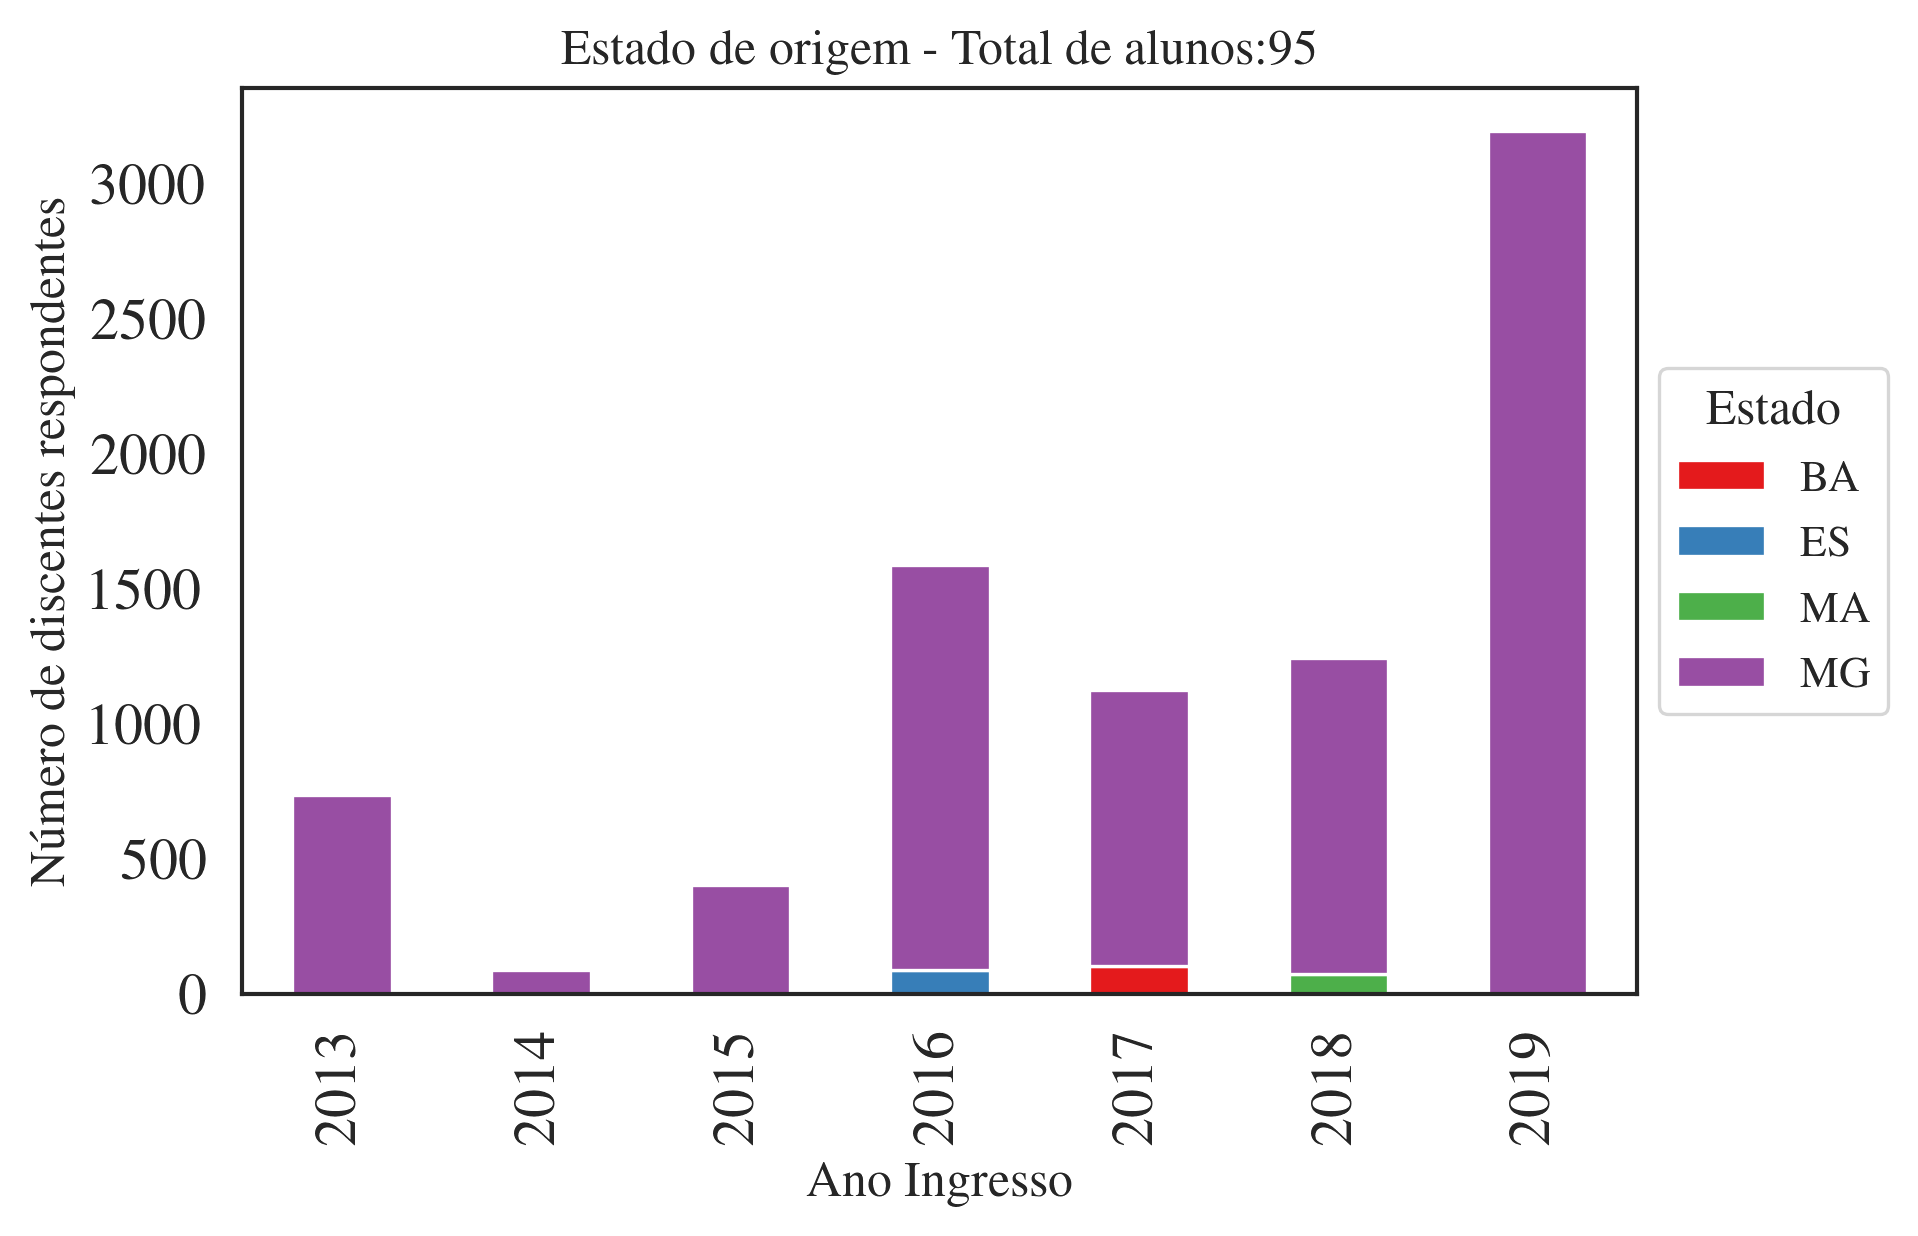 Estado de origem - Total de alunos:95
Número de discentes respondentes
3000
2500
2000
1500
1000
500
0
2013
2014
2015
2016
2017
2018
2019
Ano Ingresso
Estado
BA
ES
MA
MG